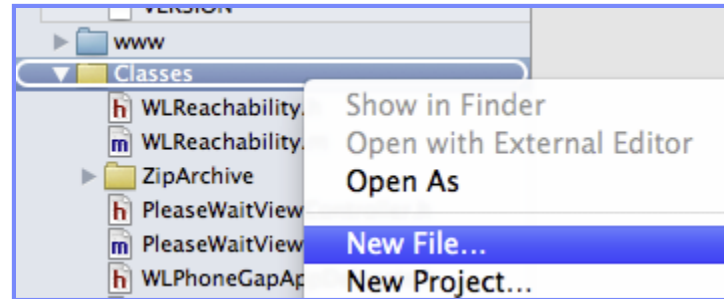 VERSION
www
Classes
WLReachability.
WLReachability.
ZipArchive
PleaseWaitView
PleaseWaitView
WLPhoneGapAp
Show in Finder
Open with External Editor
Open As
New File...
New Project...